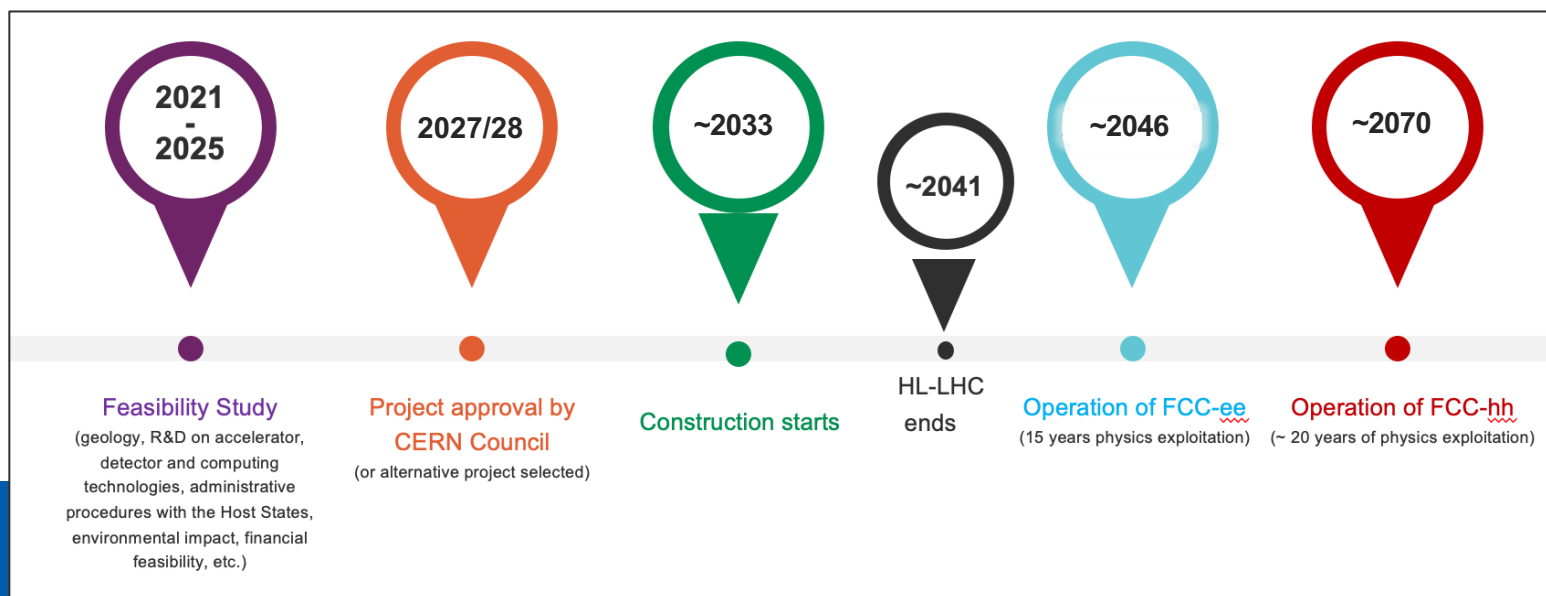 2021
-
2025
2027/28
~2033
~2041
~2046
~2070
Feasibility Study
(geology, R&D on accelerator,
detector and computing
technologies, administrative
procedures with the Host States,
environmental impact, financial
feasibility, etc.)
Project approval by
CERN Council
(or alternative project selected)
Construction starts
HL-LHC
ends
Operation of FCC-ee
(15 years physics exploitation)
Operation of FCC-hh
(~ 20 years of physics exploitation)